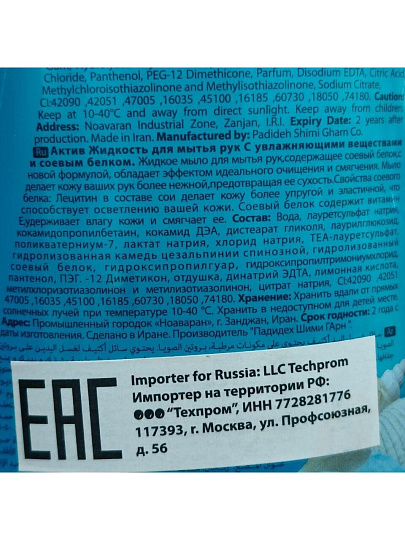 Chloride, Panthenol, PEG-12 Dimethicone, Parfum, Disodium EDTA, Citric Acid
Methylchloroisothiazolinone and Methylisothiazolinone, Sodium Citrate,
CI:42090 ,42051 ,47005 ,16035 ,45100 ,16185 ,60730 ,18050 ,74180. Caution:
Keep at 10-40°C and away from direct sunlight. Keep away from children.
Address: Noavaran Industrial Zone, Zanjan, I.R.I. Expiry Date: 2 years after
production. Made in Iran. Manufactured by: Padideh Shimi Gharn Co.
Ru Актив Жидкость для мытья рук С увлажняющими веществами
и соевым белком. Жидкое мыло для мытья рук,содержащее соевый белок,с
новой формулой, обладает эффектом идеального очищения и смягчения. Мыло
делает кожу ваших рук более нежной,предотвращая ее сухость.Свойства соевого
белка: Лецитин в составе сои делает кожу более упругой и эластичной, что
способствует осветлению вашей кожи. Соевый белок содержит витамин
Е,удерживает влагу и смягчает ее. Состав: Вода, лауретсульфат натрия,
кокамидопропилбетаин, кокамид ДЭА, дистеарат гликоля, лаурилглюкозид,
поликватерниум-7, лактат натрия, хлорид натрия, TEA-лауретсульфат,
гидролизованная камедь цезальпинии спинозной, гидролизованный
соевый белок, гидроксипропилгуар, гидроксипропилтримониумхлорид,
пантенол, ПЭГ. -12 Диметикон, отдушка, динатрий ЭДТА, лимонная кислота,
метилхлоризотиазолин и метилизотиазолинон, цитрат натрия, CI:42090 ,42051
47005 ,16035 ,45100 ,16185 ,60730 ,18050 ,74180. Хранение: Хранить вдали от прямых
солнечных лучей при температуре 10-40 °C. Хранить в недоступном для детей месте.
Адрес: Промышленный городок «Ноаваран», г. Занджан, Иран. Срок годности: 2 года с
даты изготовления. Сделано в Иране. Производитель "Падидех Шими ГАрн".
EAC
Importer for Russia: LLC Techprom
Импортер на территории РФ:
ООО "Техпром", ИНН 7728281776
117393, г. Москва, ул. Профсоюзная,
д. 56